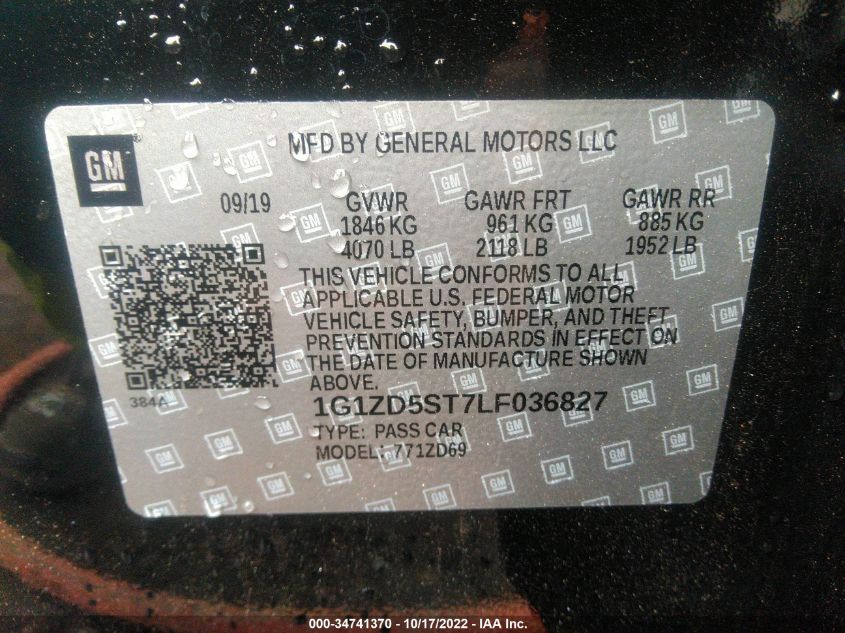 GM
MFD BY GENERAL MOTORS LLC
09/19 GVWR GAWR FRT GAWR RR
1846 KG 961 KG 885 KG
4070 LB 2118 LB 1952 LB
THIS VEHICLE CONFORMS TO ALL
APPLICABLE U.S. FEDERAL MOTOR
VEHICLE SAFETY, BUMPER, AND THEFT
PREVENTION STANDARDS IN EFFECT ON
THE DATE OF MANUFACTURE SHOWN
ABOVE.
384A
1G1ZD5ST7LF036827
TYPE: PASS CAR
MODEL: 771ZD69
000-34741370 - 10/17/2022 - IAA Inc.